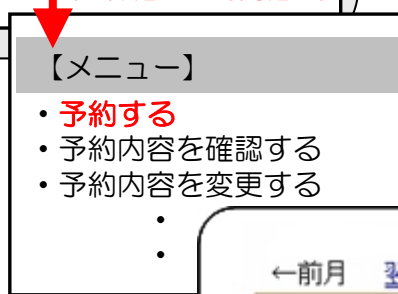 【メニュー】
・予約する
・予約内容を確認する
・予約内容を変更する
・
・
←前月